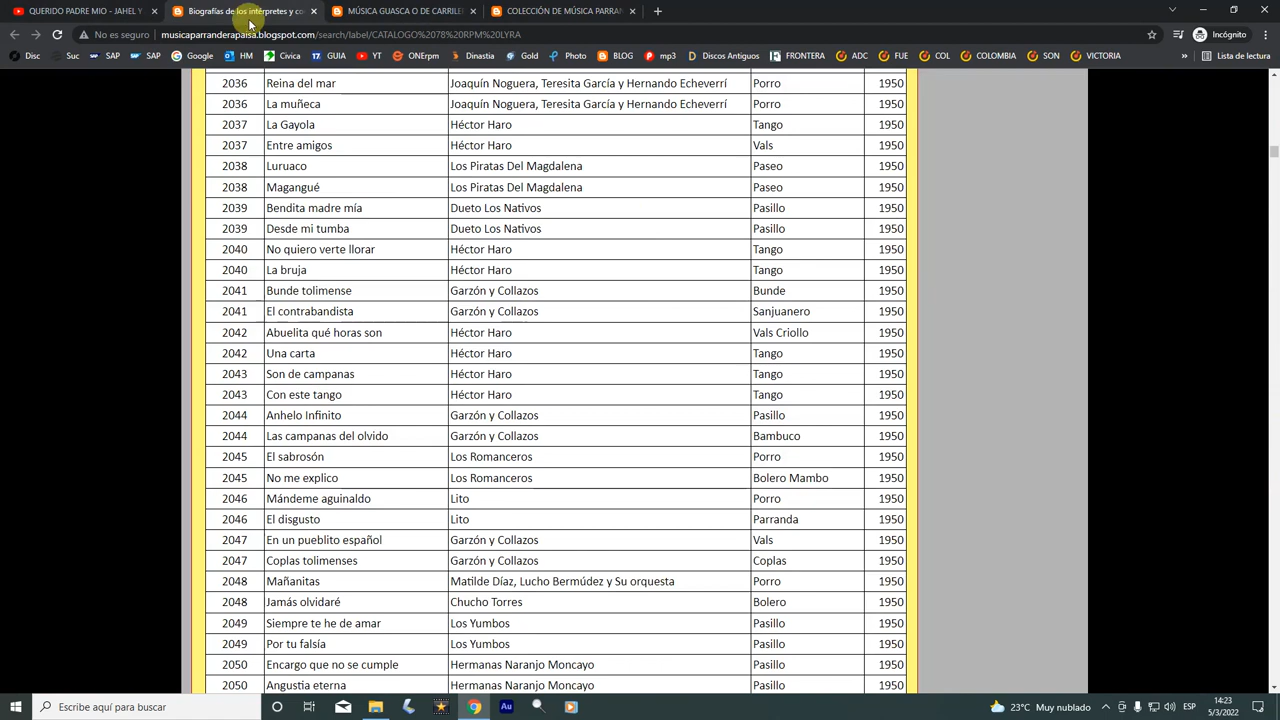 QUERIDO PADRE MIO - JAHEL Y
Biografías de los intérpretes y co
MÚSICA GUASCA O DE CARRILE
COLECCIÓN DE MÚSICA PARRAN
No es seguro musicaparranderapaisa.blogspot.com/search/label/CATALOGO%2078%20RPM%20LYRA Incógnito
Disc Suc SAP SAP Google HM Civica GUIA YT ONErpm Divxtis Gold Photo BLOG mp3 Discos Antiguos FRONTERA ADC FUE COL COLOMBIA SON VICTORIA » Lista de lectura
2036 Reina del mar Joaquín Noguera, Teresita García y Hernando Echeverrí Porro 1950
2036 La muñeca Joaquín Noguera, Teresita García y Hernando Echeverrí Porro 1950
2037 La Gayola Héctor Haro Tango 1950
2037 Entre amigos Héctor Haro Vals 1950
2038 Luruaco Los Piratas Del Magdalena Paseo 1950
2038 Magangué Los Piratas Del Magdalena Paseo 1950
2039 Bendita madre mía Dueto Los Nativos Pasillo 1950
2039 Desde mi tumba Dueto Los Nativos Pasillo 1950
2040 No quiero verte llorar Héctor Haro Tango 1950
2040 La bruja Héctor Haro Tango 1950
2041 Bunde tolimense Garzón y Collazos Bunde 1950
2041 El contrabandista Garzón y Collazos Sanjuanero 1950
2042 Abuelita qué horas son Héctor Haro Vals Criollo 1950
2042 Una carta Héctor Haro Tango 1950
2043 Son de campanas Héctor Haro Tango 1950
2043 Con este tango Héctor Haro Tango 1950
2044 Anhelo Infinito Garzón y Collazos Pasillo 1950
2044 Las campanas del olvido Garzón y Collazos Bambuco 1950
2045 El sabrosón Los Romanceros Porro 1950
2045 No me explico Los Romanceros Bolero Mambo 1950
2046 Mándeme aguinaldo Lito Porro 1950
2046 El disgusto Lito Parranda 1950
2047 En un pueblito español Garzón y Collazos Vals 1950
2047 Coplas tolimenses Garzón y Collazos Coplas 1950
2048 Mañanitas Matilde Díaz, Lucho Bermúdez y Su orquesta Porro 1950
2048 Jamás olvidaré Chucho Torres Bolero 1950
2049 Siempre te he de amar Los Yumbos Pasillo 1950
2049 Por tu falsía Los Yumbos Pasillo 1950
2050 Encargo que no se cumple Hermanas Naranjo Moncayo Pasillo 1950
2050 Angustia eterna Hermanas Naranjo Moncayo Pasillo 1950
Escribe aquí para buscar Au 23°C Muy nublado ESP 14:23
5/3/2022